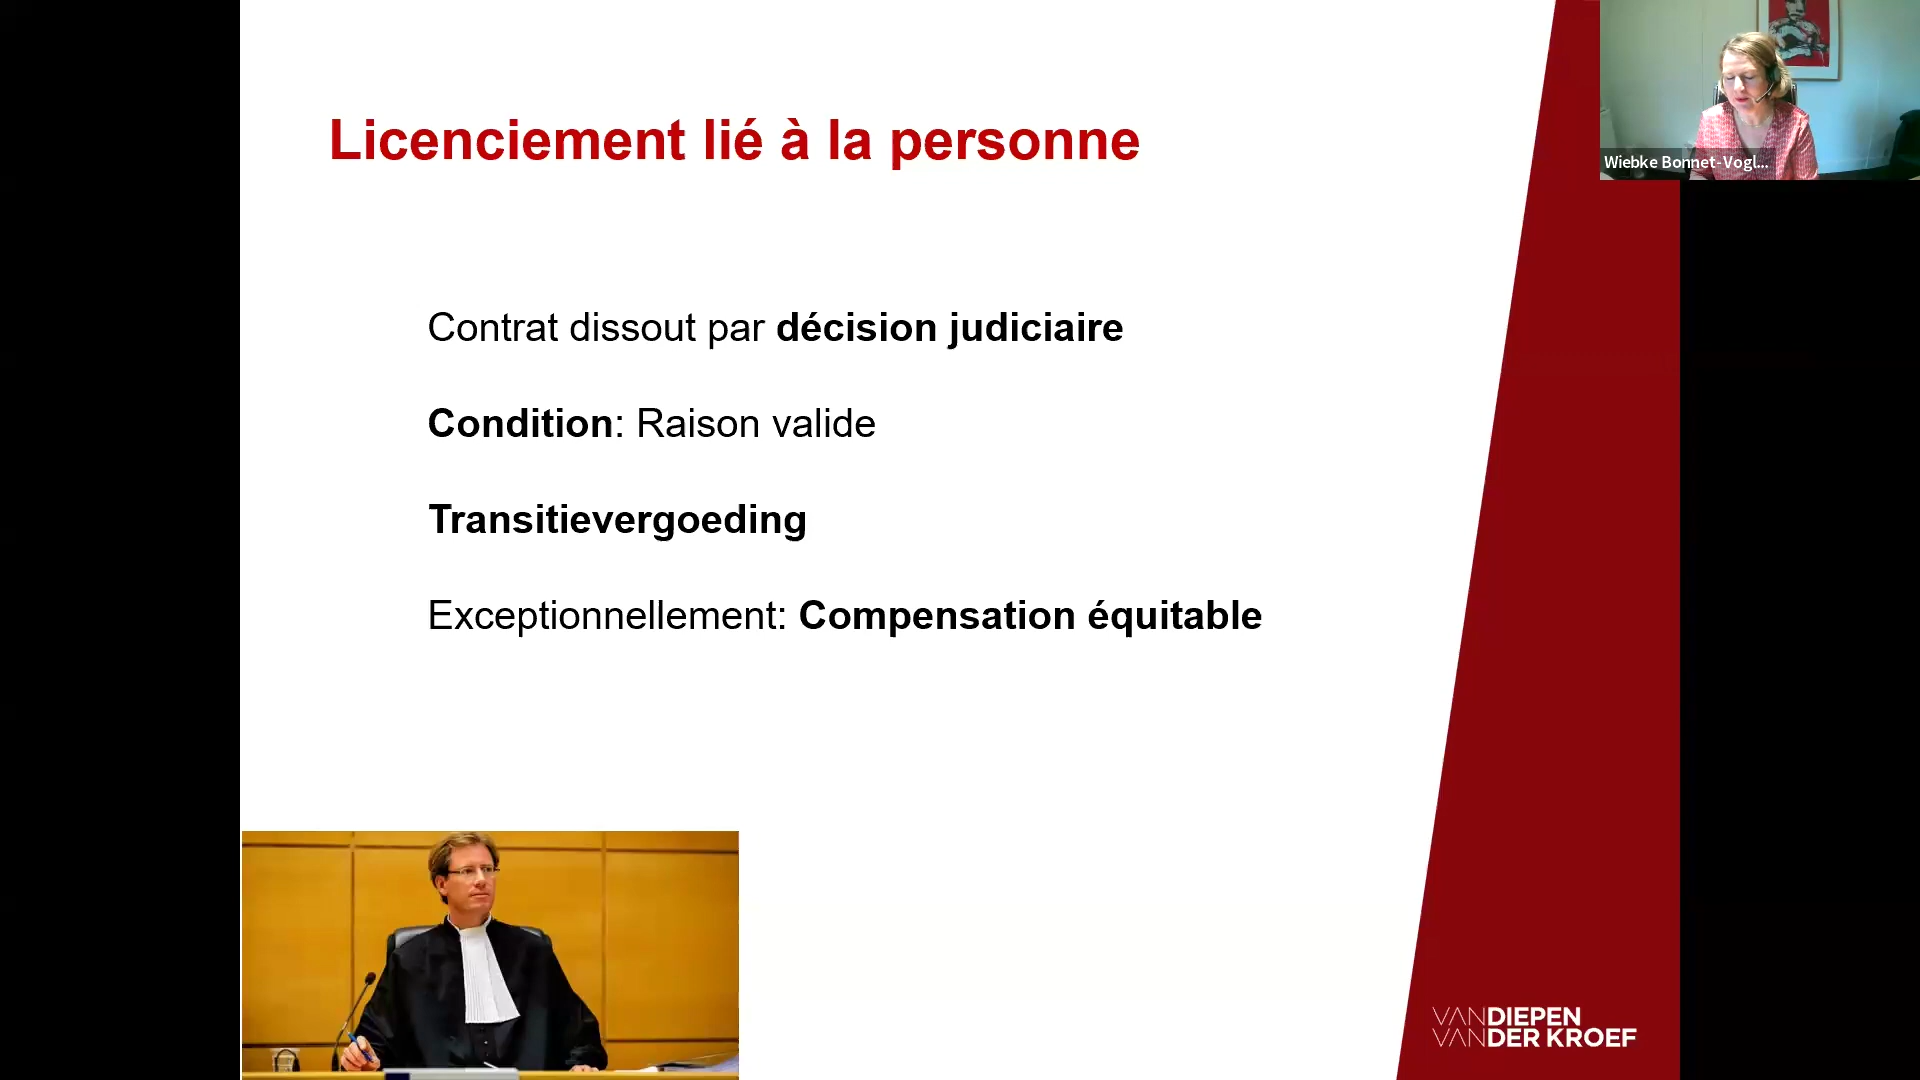 Licenciement lié à la personne
Wiebke Bonnet-Vogl...
Contrat dissout par décision judiciaire
Condition: Raison valide
Transitievergoeding
Exceptionnellement: Compensation équitable
VANDIEPEN
VANDER KROEF